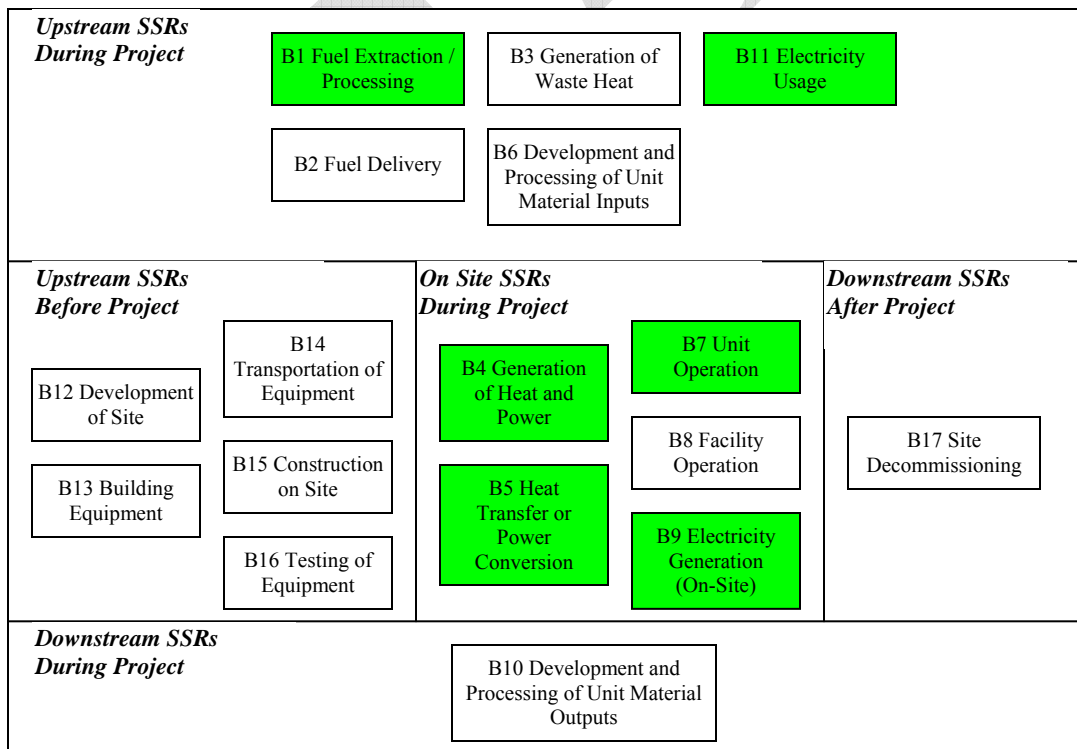 Upstream SSRs
During Project
B1 Fuel Extraction /
Processing
B3 Generation of
Waste Heat
B11 Electricity
Usage
B2 Fuel Delivery
B6 Development and
Processing of Unit
Material Inputs
Upstream SSRs
Before Project
B12 Development
of Site
B13 Building
Equipment
B14
Transportation of
Equipment
B15 Construction
on Site
B16 Testing of
Equipment
On Site SSRs
During Project
B4 Generation
of Heat and
Power
B5 Heat
Transfer or
Power
Conversion
B7 Unit
Operation
B8 Facility
Operation
B9 Electricity
Generation
(On-Site)
Downstream SSRs
After Project
B17 Site
Decommissioning
Downstream SSRs
During Project
B10 Development and
Processing of Unit Material
Outputs